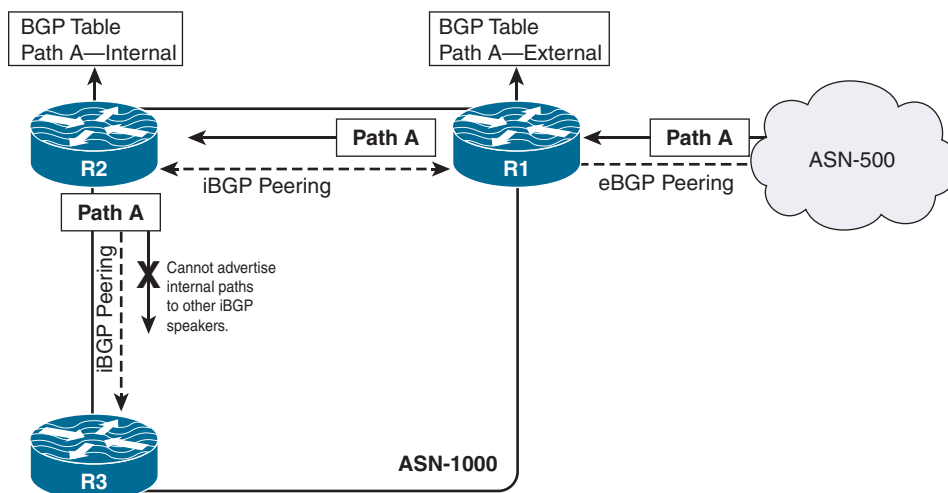 BGP Table
Path A—Internal
BGP Table
Path A—External
Path A
Path A
ASN-500
R2
R1
iBGP Peering
eBGP Peering
Path A
Cannot advertise
internal paths
to other iBGP
speakers.
iBGP Peering
ASN-1000
R3